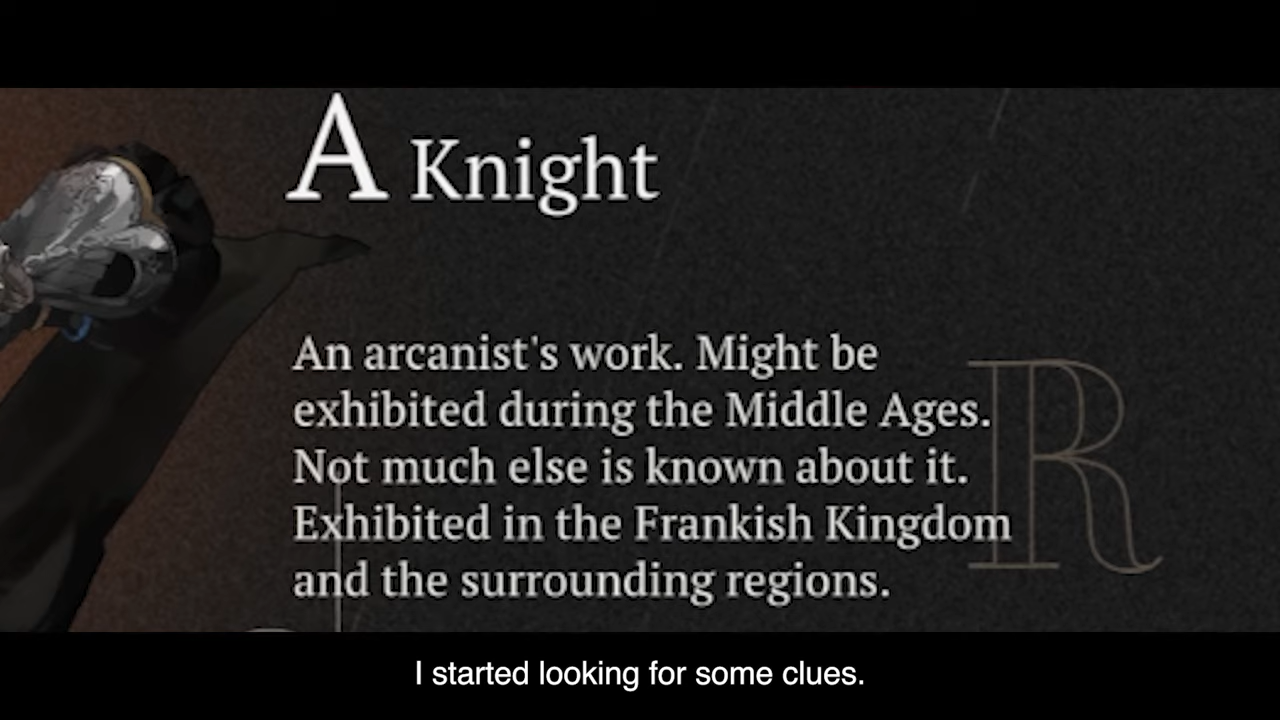 A Knight
An arcanist's work. Might be
exhibited during the Middle Ages.
Not much else is known about it.
Exhibited in the Frankish Kingdom
and the surrounding regions.
R
I started looking for some clues.